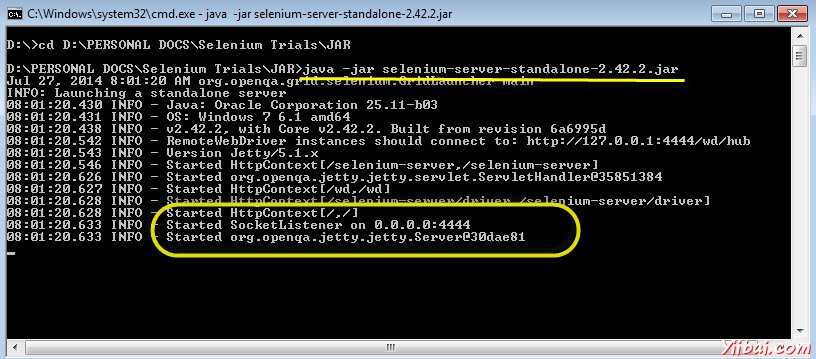 C:\Windows\system32\cmd.exe - java  -jar selenium-server-standalone-2.42.2.jar
D:\>cd D:\PERSONAL DOCS\Selenium Trials\JAR
D:\PERSONAL DOCS\Selenium Trials\JAR>java -jar selenium-server-standalone-2.42.2.jar
Jul 27, 2014 8:01:20 AM org.openqa.grid.selenium.GridLauncher main
INFO: Launching a standalone server
08:01:20.430 INFO - Java: Oracle Corporation 25.11-b03
08:01:20.431 INFO - OS: Windows 7 6.1 amd64
08:01:20.438 INFO - v2.42.2, with Core v2.42.2. Built from revision 6a6995d
08:01:20.542 INFO - RemoteWebDriver instances should connect to: http://127.0.0.1:4444/wd/hub
08:01:20.543 INFO - Version Jetty/5.1.x
08:01:20.546 INFO - Started HttpContext[/selenium-server,/selenium-server]
08:01:20.626 INFO - Started org.openqa.jetty.jetty.servlet.ServletHandler@35851384
08:01:20.627 INFO - Started HttpContext[/wd,/wd]
08:01:20.628 INFO - Started HttpContext[/selenium-server/driver,/selenium-server/driver]
08:01:20.628 INFO - Started HttpContext[/,/]
08:01:20.633 INFO - Started SocketListener on 0.0.0.0:4444
08:01:20.633 INFO - Started org.openqa.jetty.jetty.Server@30dae81
Yiibai.com